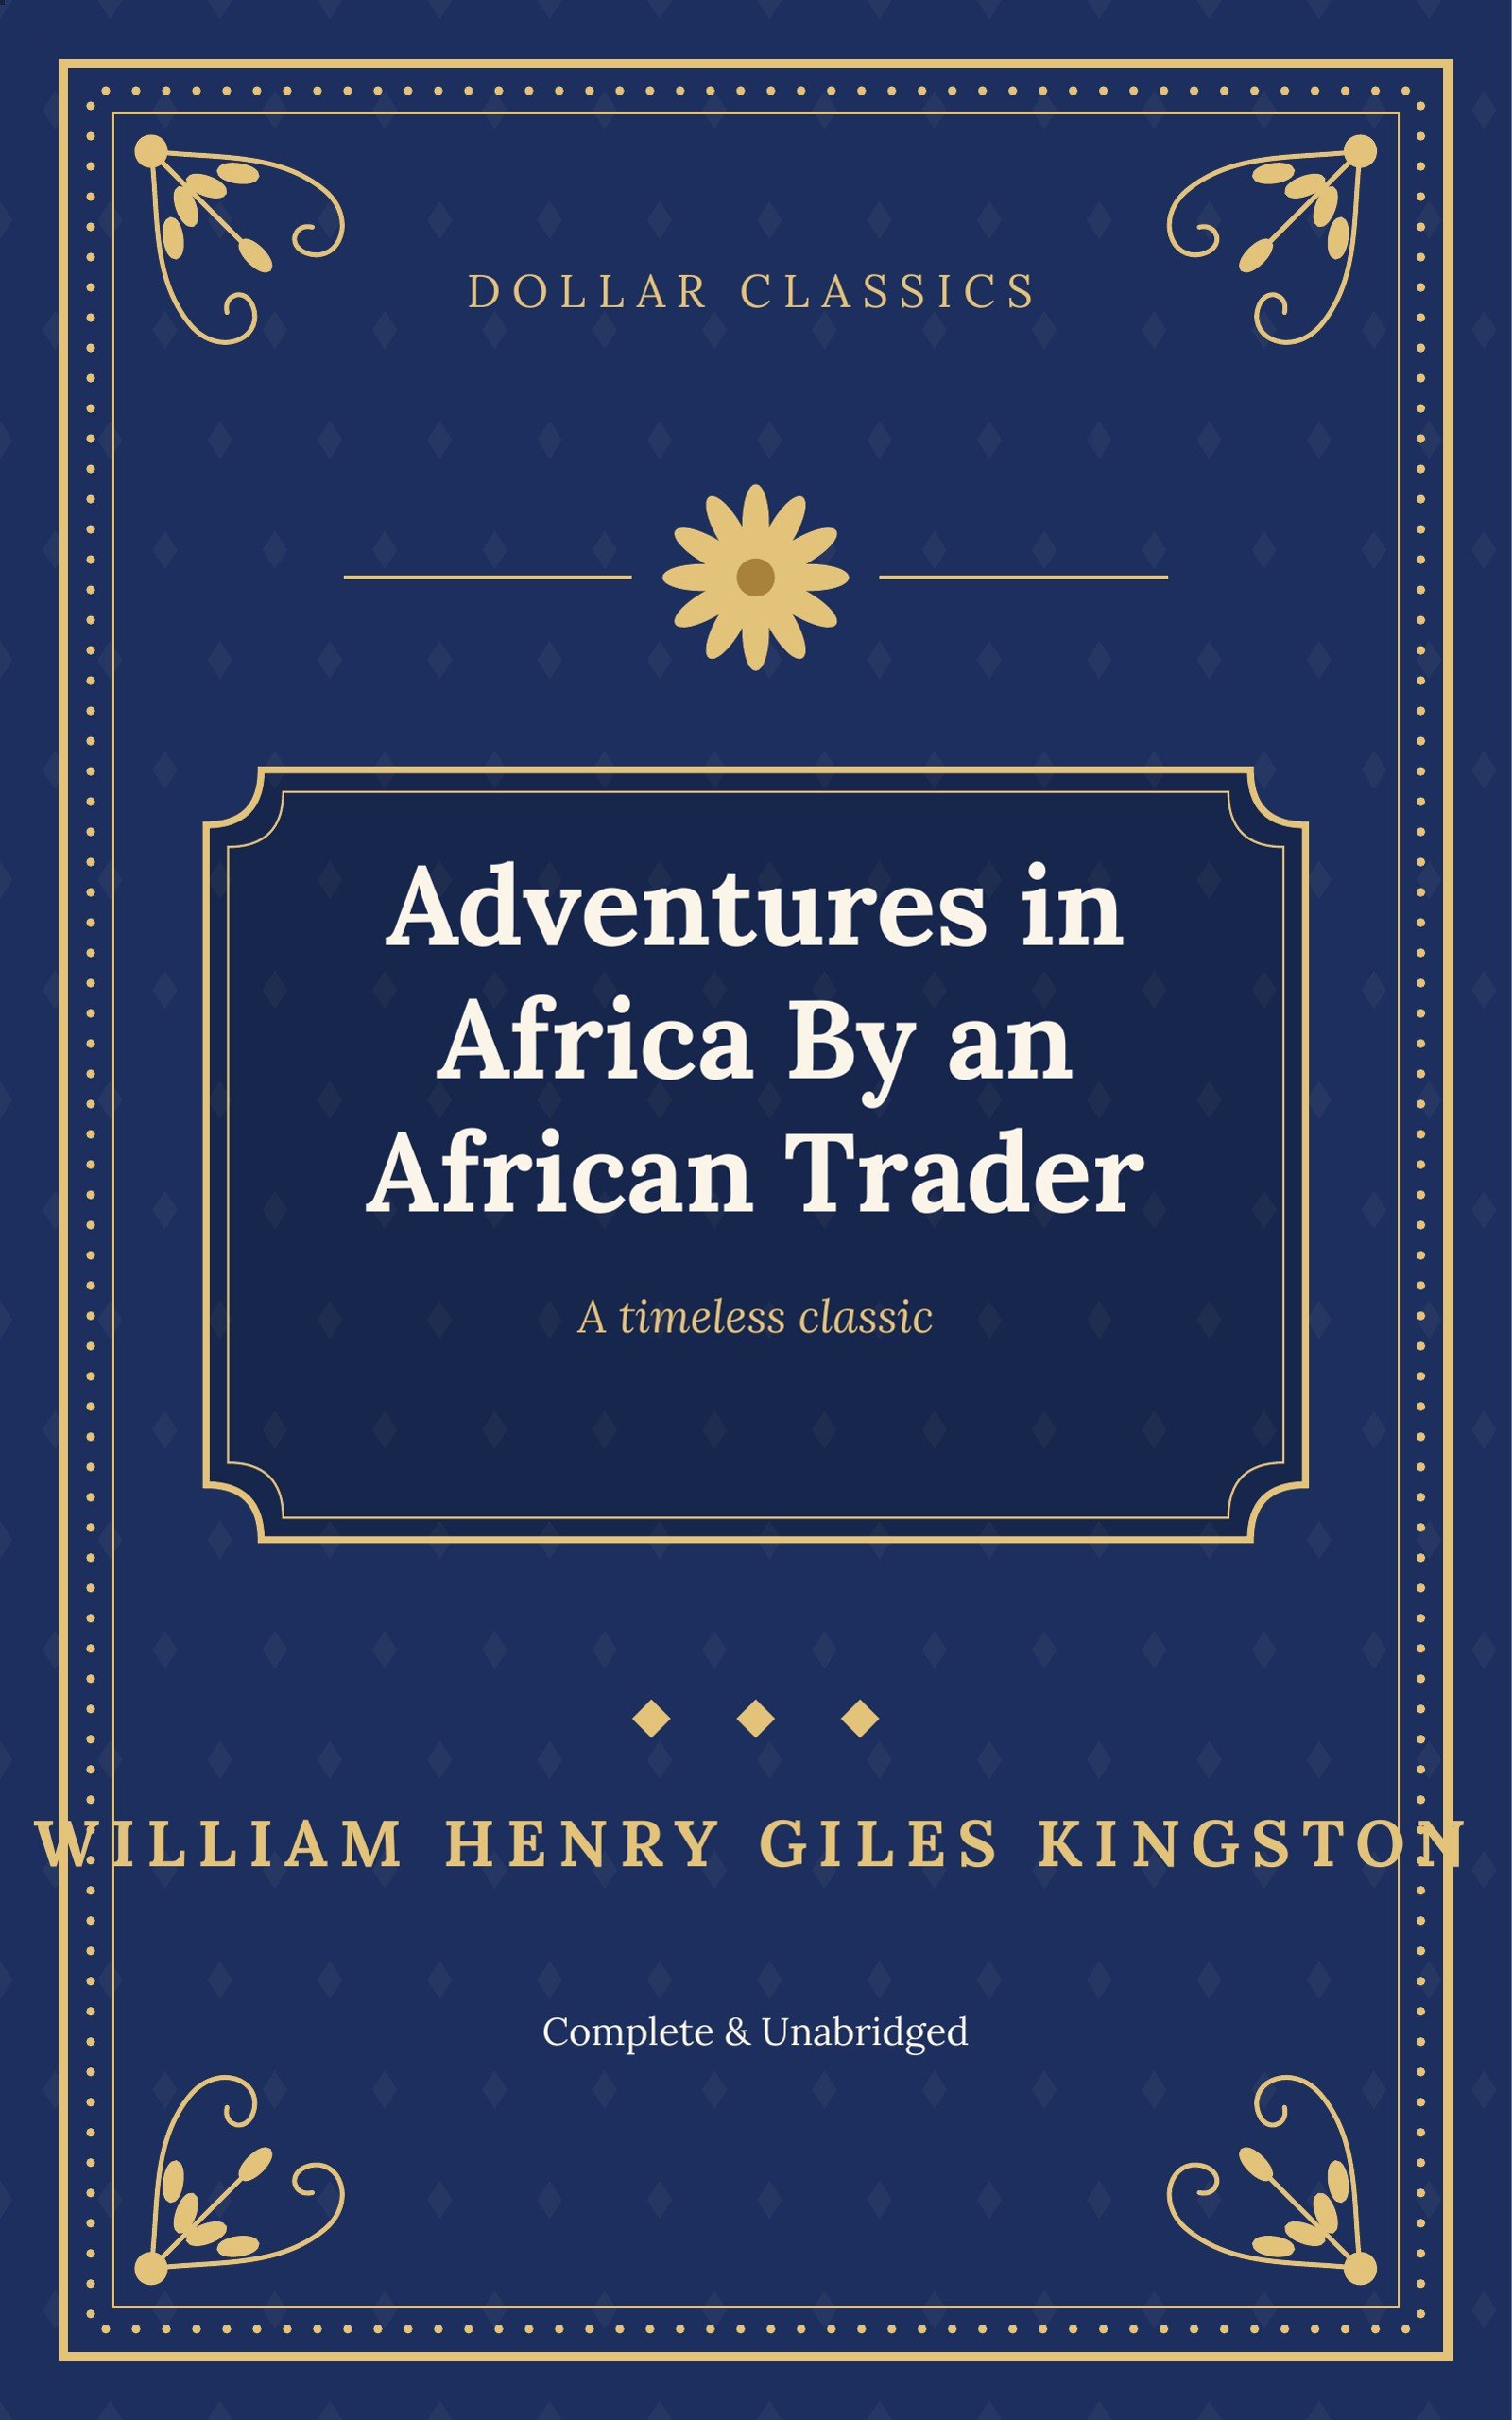 DOLLAR CLASSICS
Adventures in
Africa By an
African Trader
A timeless classic
WILLIAM HENRY GILES KINGSTON
Complete & Unabridged